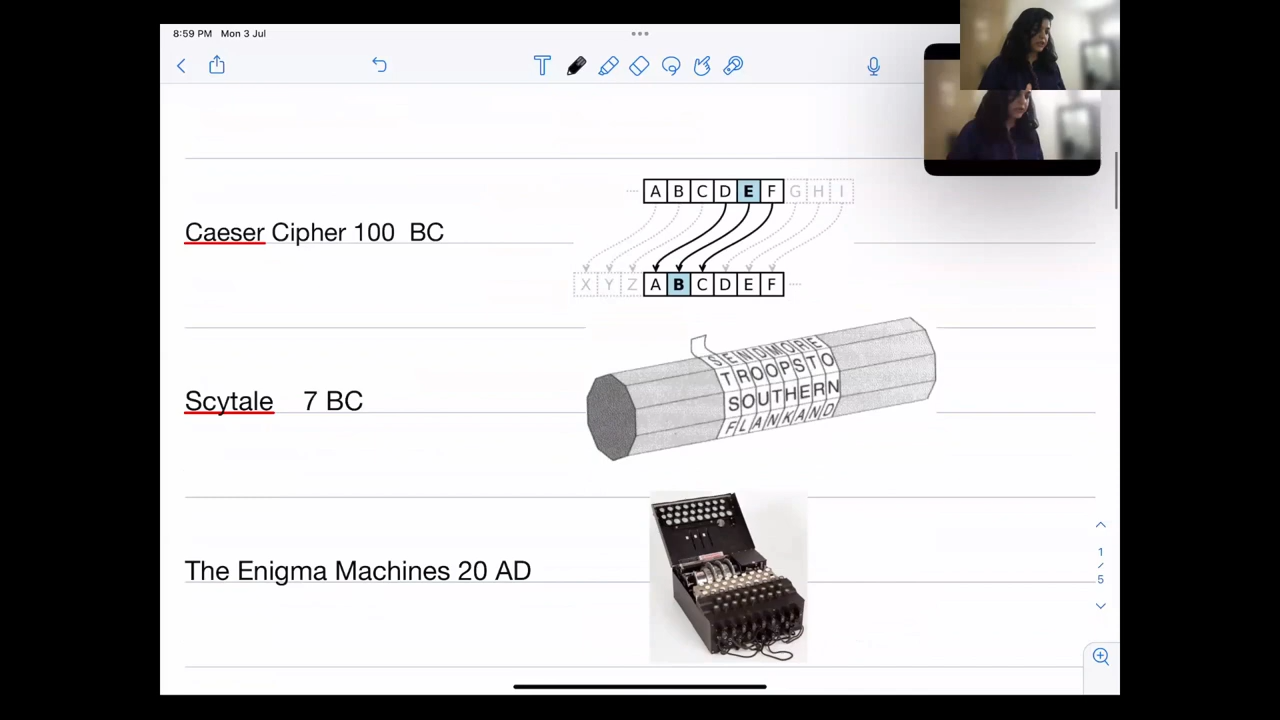 8:59 PM Mon 3 Jul
T
A B C D E F G H I
Caeser Cipher 100 BC
X Y Z A B C D E F
SENDMORE
TROOPSTO
Scytale 7 BC
SOUTHERN
FLANKAND
The Enigma Machines 20 AD
1
/
5